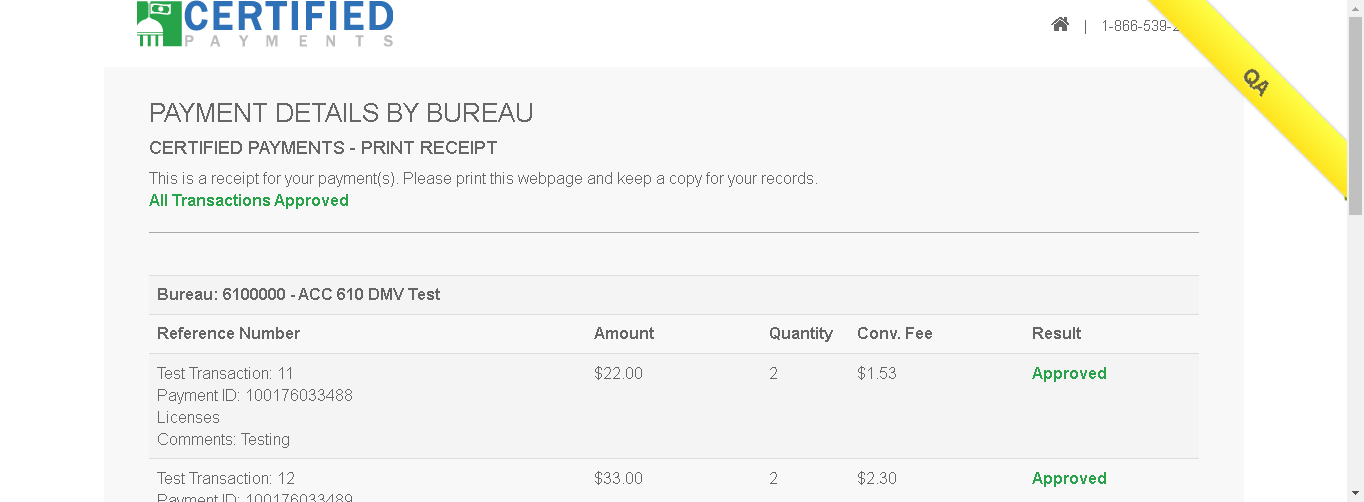 CERTIFIED
PAYMENTS
| 1-866-539-
QA
PAYMENT DETAILS BY BUREAU
CERTIFIED PAYMENTS - PRINT RECEIPT
This is a receipt for your payment(s). Please print this webpage and keep a copy for your records.
All Transactions Approved
Bureau: 6100000 - ACC 610 DMV Test
Reference Number Amount Quantity Conv. Fee Result
Test Transaction: 11 $22.00 2 $1.53 Approved
Payment ID: 100176033488
Licenses
Comments: Testing
Test Transaction: 12 $33.00 2 $2.30 Approved
Payment ID: 100176033489